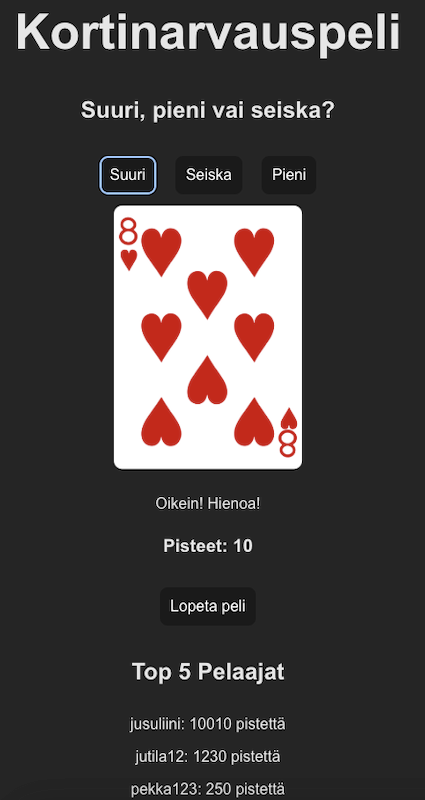 Kortinarvauspeli
Suuri, pieni vai seiska?
Suuri Seiska Pieni
8
8
Oikein! Hienoa!
Pisteet: 10
Lopeta peli
Top 5 Pelaajat
jusuliini: 10010 pistettä
jutila12: 1230 pistettä
pekka123: 250 pistettä